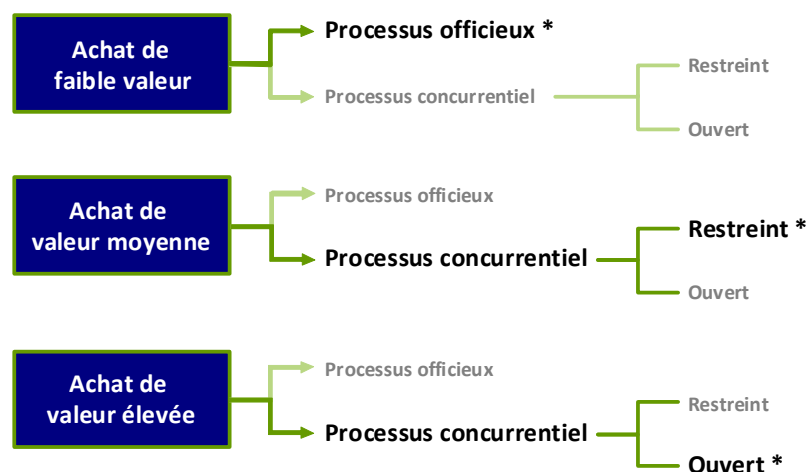 Achat de
faible valeur
Processus officieux *
Processus concurrentiel
Restreint
Ouvert
Achat de
valeur moyenne
Processus officieux
Processus concurrentiel
Restreint *
Ouvert
Achat de
valeur élevée
Processus officieux
Processus concurrentiel
Restreint
Ouvert *